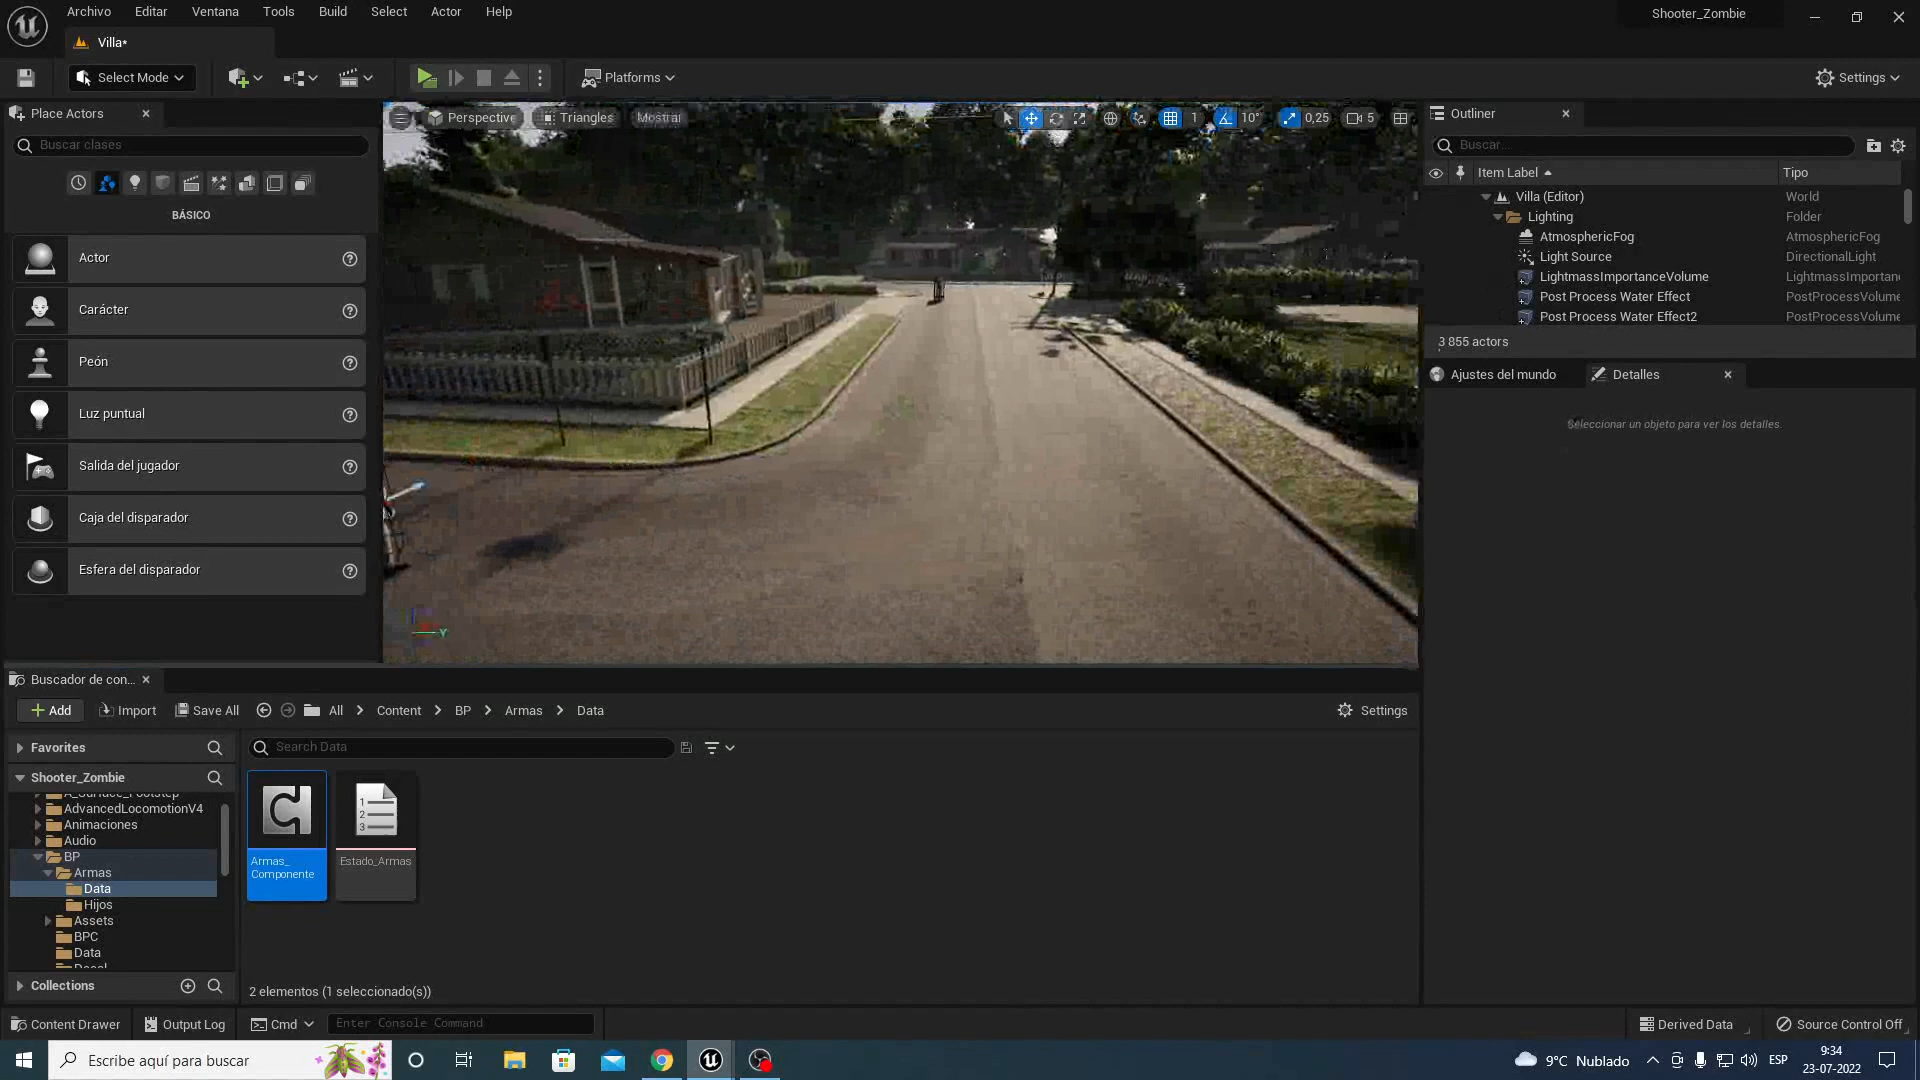 Archivo Editar Ventana Tools Build Select Actor Help
Shooter_Zombie
Villa*
Select Mode
Platforms
Settings
Place Actors
Buscar clases
BÁSICO
Actor
Carácter
Peón
Luz puntual
Salida del jugador
Caja del disparador
Esfera del disparador
Perspective Triangles Mostrar
1 10° 0,25 5
Y
Outliner
Buscar...
Item Label Tipo
Villa (Editor) World
Lighting Folder
AtmosphericFog AtmosphericFog
Light Source DirectionalLight
LightmassImportanceVolume LightmassImportanc
Post Process Water Effect PostProcessVolume
Post Process Water Effect2 PostProcessVolume
3 855 actors
Ajustes del mundo Detalles
Seleccionar un objeto para ver los detalles.
Buscador de con...
Add Import Save All All Content BP Armas Data Settings
Favorites
Search Data
Shooter_Zombie
A_Surface_Footstep
AdvancedLocomotionV4
Animaciones
Audio
BP
Armas
Data
Hijos
Assets
BPC
Data
Decal
Collections
Armas_
Componente
1
2
3
Estado_Armas
2 elementos (1 seleccionado(s))
Content Drawer Output Log Cmd Enter Console Command Derived Data Source Control Off
Escribe aquí para buscar
9°C Nublado ESP
9:34
23-07-2022